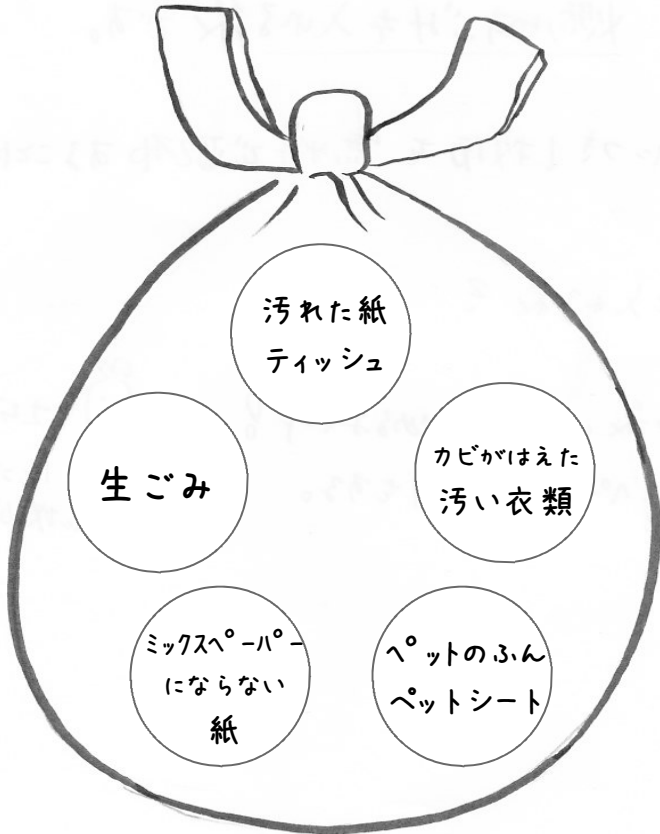 汚れた紙
ティッシュ
生ごみ
カビがはえた
汚い衣類
ミックスペーパー
にならない
紙
ペットのふん
ペットシート